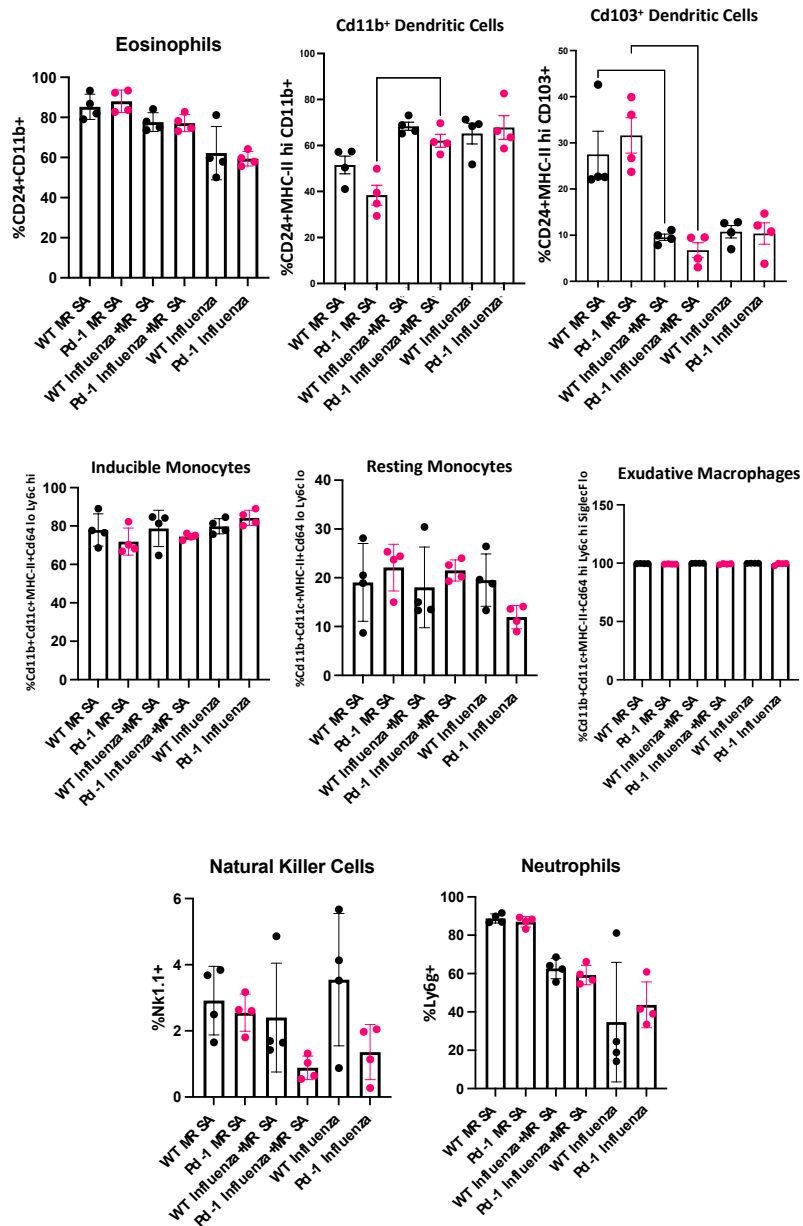 Eosinophils
%CD24+CD11b+
100
80
60
40
20
0
WT MR SA
Pd -1 MR SA
WT Influenza +MR SA
Pd -1 Influenza +MR SA
WT Influenza
Pd -1 Influenza
Cd11b+ Dendritic Cells
%CD24+MHC-II hi CD11b+
100
80
60
40
20
0
WT MR SA
Pd -1 MR SA
WT Influenza +MR SA
Pd -1 Influenza +MR SA
WT Influenza
Pd -1 Influenza
Cd103+ Dendritic Cells
%CD24+MHC-II hi CD103+
50
40
30
20
10
0
WT MR SA
Pd -1 MR SA
WT Influenza +MR SA
Pd -1 Influenza +MR SA
WT Influenza
Pd -1 Influenza
Inducible Monocytes
%Cd11b+Cd11c+MHC-II+Cd64 lo Ly6c hi
100
80
60
40
20
0
WT MR SA
Pd -1 MR SA
WT Influenza +MR SA
Pd -1 Influenza +MR SA
WT Influenza
Pd -1 Influenza
Resting Monocytes
%Cd11b+Cd11c+MHC-II+Cd64 lo Ly6c lo
40
30
20
10
0
WT MR SA
Pd -1 MR SA
WT Influenza +MR SA
Pd -1 Influenza +MR SA
WT Influenza
Pd -1 Influenza
Exudative Macrophages
%Cd11b+Cd11c+MHC-II+Cd64 hi Ly6c hi SiglecF lo
150
100
50
0
WT MR SA
Pd -1 MR SA
WT Influenza +MR SA
Pd -1 Influenza +MR SA
WT Influenza
Pd -1 Influenza
Natural Killer Cells
%Nk1.1+
6
4
2
0
WT MR SA
Pd -1 MR SA
WT Influenza +MR SA
Pd -1 Influenza +MR SA
WT Influenza
Pd -1 Influenza
Neutrophils
%Ly6g+
100
80
60
40
20
0
WT MR SA
Pd -1 MR SA
WT Influenza +MR SA
Pd -1 Influenza +MR SA
WT Influenza
Pd -1 Influenza